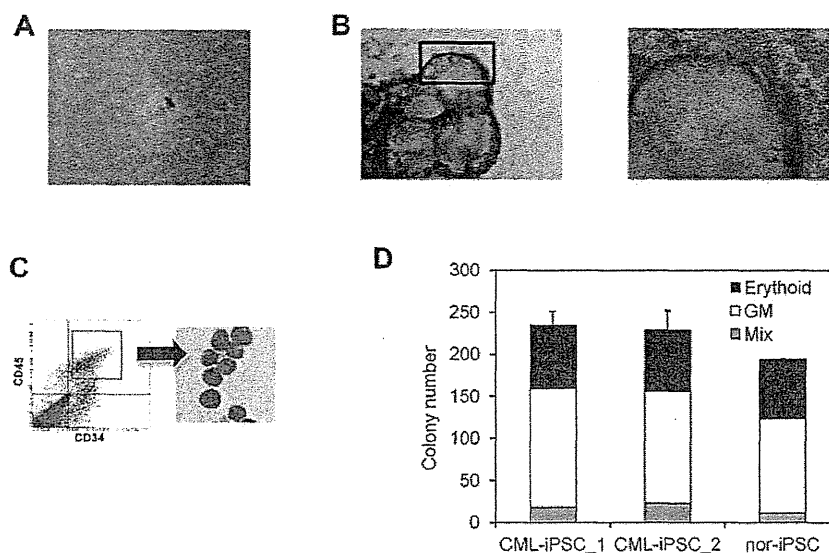 A
B
C
CD45
CD34
D
Colony number
300
250
200
150
100
50
0
Erythoid
GM
Mix
CML-iPSC_1
CML-iPSC_2
nor-iPSC